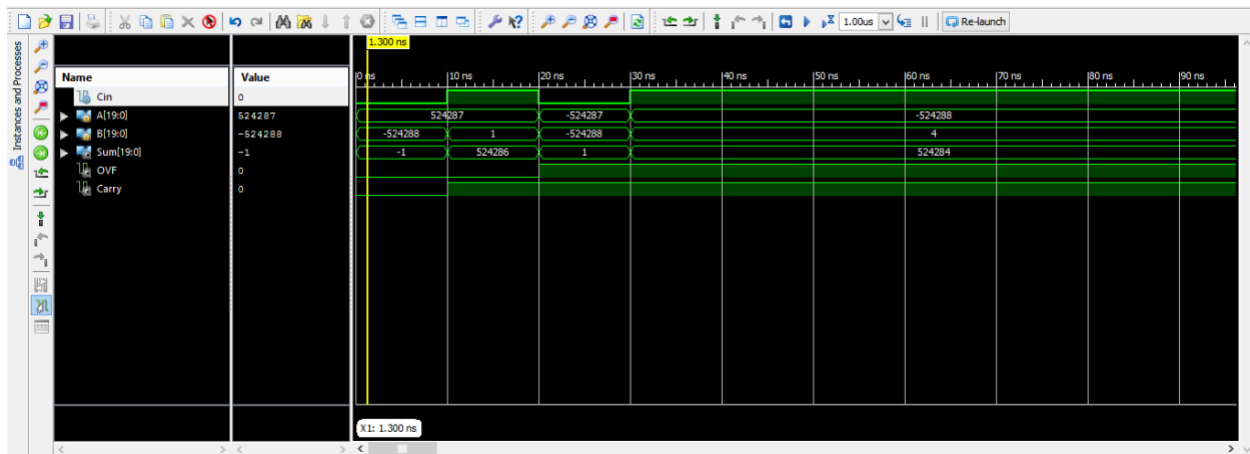 1.00us Re-launch
Instances and Processes
1.300 ns
Name Value 0 ns 10 ns 20 ns 30 ns 40 ns 50 ns 60 ns 70 ns 80 ns 90 ns
Cin 0
A[19:0] 524287 524287 -524287 -524288
B[19:0] -524288 -524288 1 -524288 4
Sum[19:0] -1 -1 524286 1 524284
OVF 0
Carry 0
X1: 1.300 ns